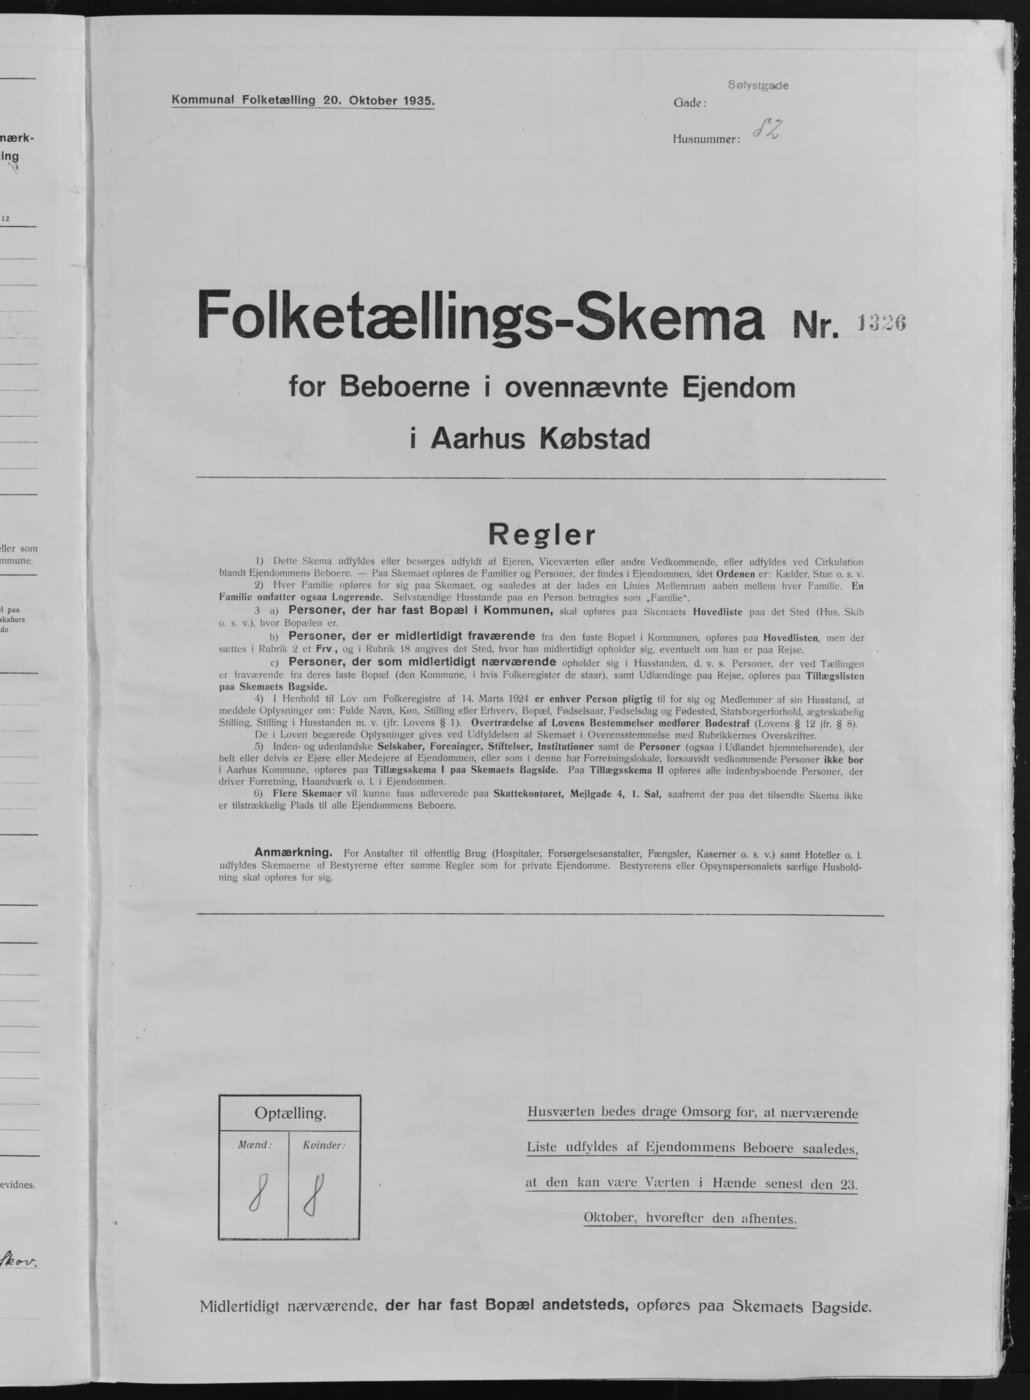 Kommunal Folketælling 20. Oktober 1935.
Sølystgade
Gade:
Husnummer: 82
Folketællings-Skema Nr. 1326
for Beboerne i ovennævnte Ejendom
i Aarhus Købstad
Regler
1) Dette Skema udfyldes eller besørges udfyldt af Ejeren, Viceværten eller andre Vedkommende, eller udfyldes ved Cirkulation
blandt Ejendommens Beboere. — Paa Skemaet opføres de Familier og Personer, der findes i Ejendommen, idet Ordenen er: Kælder, Stue o. s. v.
2) Hver Familie opføres for sig paa Skemaet, og saaledes at der lades en Linies Mellemrum aaben mellem hver Familie. En
Familie omfatter ogsaa Logerende. Selvstændige Husstande paa en Person betragtes som „Familie“.
3 a) Personer, der har fast Bopæl i Kommunen, skal opføres paa Skemaets Hovedliste paa det Sted (Hus, Skib
o. s. v.), hvor Bopælen er.
b) Personer, der er midlertidigt fraværende fra den faste Bopæl i Kommunen, opføres paa Hovedlisten, men der
sættes i Rubrik 2 et Frv., og i Rubrik 18 angives det Sted, hvor han midlertidigt opholder sig, eventuelt om han er paa Rejse.
c) Personer, der som midlertidigt nærværende opholder sig i Husstanden, d. v. s. Personer, der ved Tællingen
er fraværende fra deres faste Bopæl (den Kommune, i hvis Folkeregister de staar), samt Udlændinge paa Rejse, opføres paa Tillægslisten
paa Skemaets Bagside.
4) I Henhold til Lov om Folkeregistre af 14. Marts 1924 er enhver Person pligtig til for sig og Medlemmer af sin Husstand, at
meddele Oplysninger om: Fulde Navn, Køn, Stilling eller Erhverv, Bopæl, Fødselsaar, Fødselsdag og Fødested, Statsborgerforhold, ægteskabelig
Stilling, Stilling i Husstanden m. v. (jfr. Lovens § 1). Overtrædelse af Lovens Bestemmelser medfører Bødestraf (Lovens § 12 jfr. § 8).
De i Loven begærede Oplysninger gives ved Udfyldelsen af Skemaet i Overensstemmelse med Rubrikkernes Overskrifter.
5) Inden- og udenlandske Selskaber, Foreninger, Stiftelser, Institutioner samt de Personer (ogsaa i Udlandet hjemmehørende), der
helt eller delvis er Ejere eller Medejere af Ejendommen, eller som i denne har Forretningslokale, forsaavidt vedkommende Personer ikke bor
i Aarhus Kommune, opføres paa Tillægsskema I paa Skemaets Bagside. Paa Tillægsskema II opføres alle indenbysboende Personer, der
driver Forretning, Haandværk o. l. i Ejendommen.
6) Flere Skemaer vil kunne faas udleverede paa Skattekontoret, Mejlgade 4, 1. Sal, saafremt der paa det tilsendte Skema ikke
er tilstrækkelig Plads til alle Ejendommens Beboere.
Anmærkning. For Anstalter til offentlig Brug (Hospitaler, Forsørgelsesanstalter, Fængsler, Kaserner o. s. v.) samt Hoteller o. l.
udfyldes Skemaerne af Bestyrerne efter samme Regler som for private Ejendomme. Bestyrerens eller Opsynspersonalets særlige Hushold-
ning skal opføres for sig.
Optælling.
Mænd: Kvinder:
8 8
Husværten bedes drage Omsorg for, at nærværende
Liste udfyldes af Ejendommens Beboere saaledes,
at den kan være Værten i Hænde senest den 23.
Oktober, hvorefter den afhentes.
Midlertidigt nærværende, der har fast Bopæl andetsteds, opføres paa Skemaets Bagside.
mærk-
ing
12
eller som
mmune.
l paa
skabers
de
evidnes.
Skov.